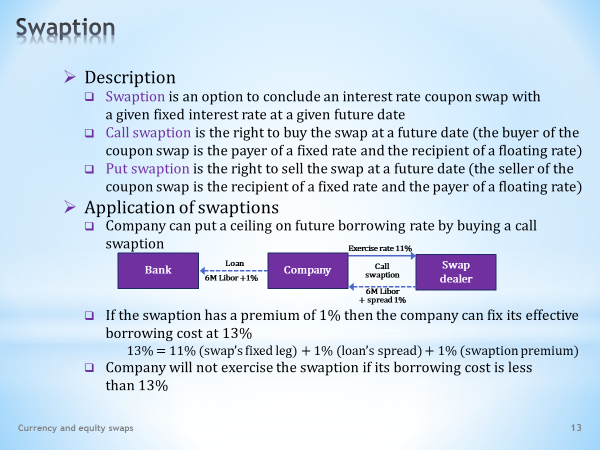 Swaption
Description
Swaption is an option to conclude an interest rate coupon swap with
a given fixed interest rate at a given future date
Call swaption is the right to buy the swap at a future date (the buyer of the
coupon swap is the payer of a fixed rate and the recipient of a floating rate)
Put swaption is the right to sell the swap at a future date (the seller of the
coupon swap is the recipient of a fixed rate and the payer of a floating rate)
Application of swaptions
Company can put a ceiling on future borrowing rate by buying a call
swaption
Exercise rate 11%
Bank
Loan
6M Libor +1%
Company
Call
swaption
6M Libor
+ spread 1%
Swap
dealer
If the swaption has a premium of 1% then the company can fix its effective
borrowing cost at 13%
13% = 11% (swap's fixed leg) + 1% (loan's spread) + 1% (swaption premium)
Company will not exercise the swaption if its borrowing cost is less
than 13%
Currency and equity swaps
13